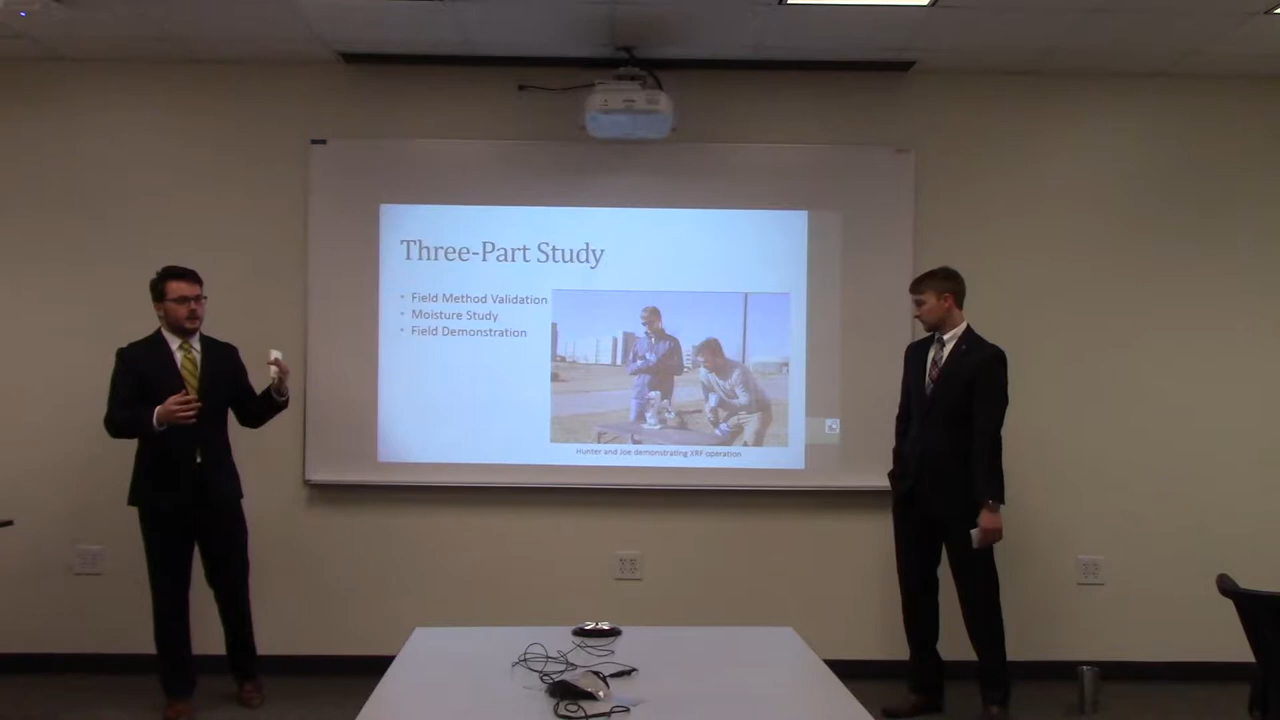 Three-Part Study
• Field Method Validation
• Moisture Study
• Field Demonstration
Hunter and Joe demonstrating XRF operation